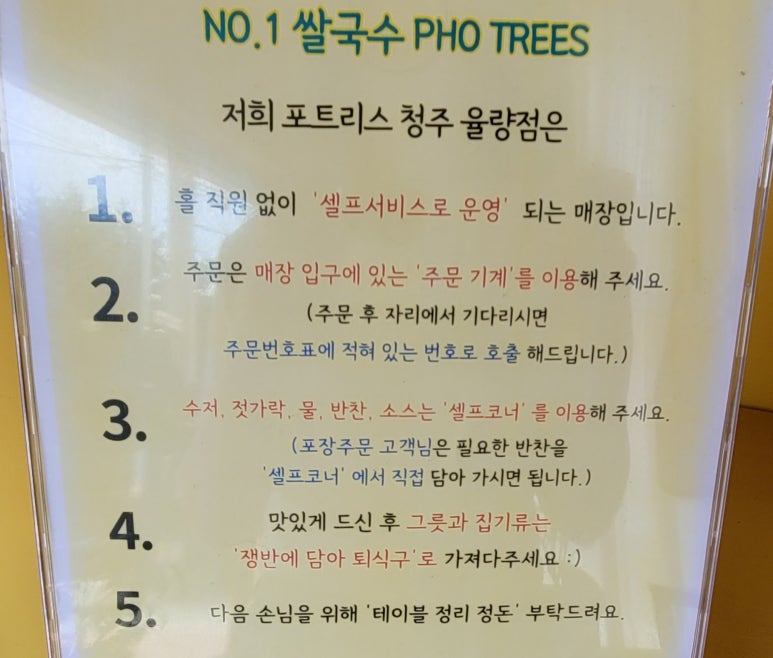 NO.1 쌀국수 PHO TREES
저희 포트리스 청주 율량점은
1. 홀 직원 없이 '셀프서비스로 운영' 되는 매장입니다.
2. 주문은 매장 입구에 있는 '주문 기계'를 이용해 주세요.
(주문 후 자리에서 기다리시면
주문번호표에 적혀 있는 번호로 호출 해드립니다.)
3. 수저, 젓가락, 물, 반찬, 소스는 '셀프코너' 를 이용해 주세요.
(포장주문 고객님은 필요한 반찬을
'셀프코너' 에서 직접 담아 가시면 됩니다.)
4. 맛있게 드신 후 그릇과 집기류는
'쟁반에 담아 퇴식구'로 가져다주세요 :)
5. 다음 손님을 위해 '테이블 정리 정돈' 부탁드려요.